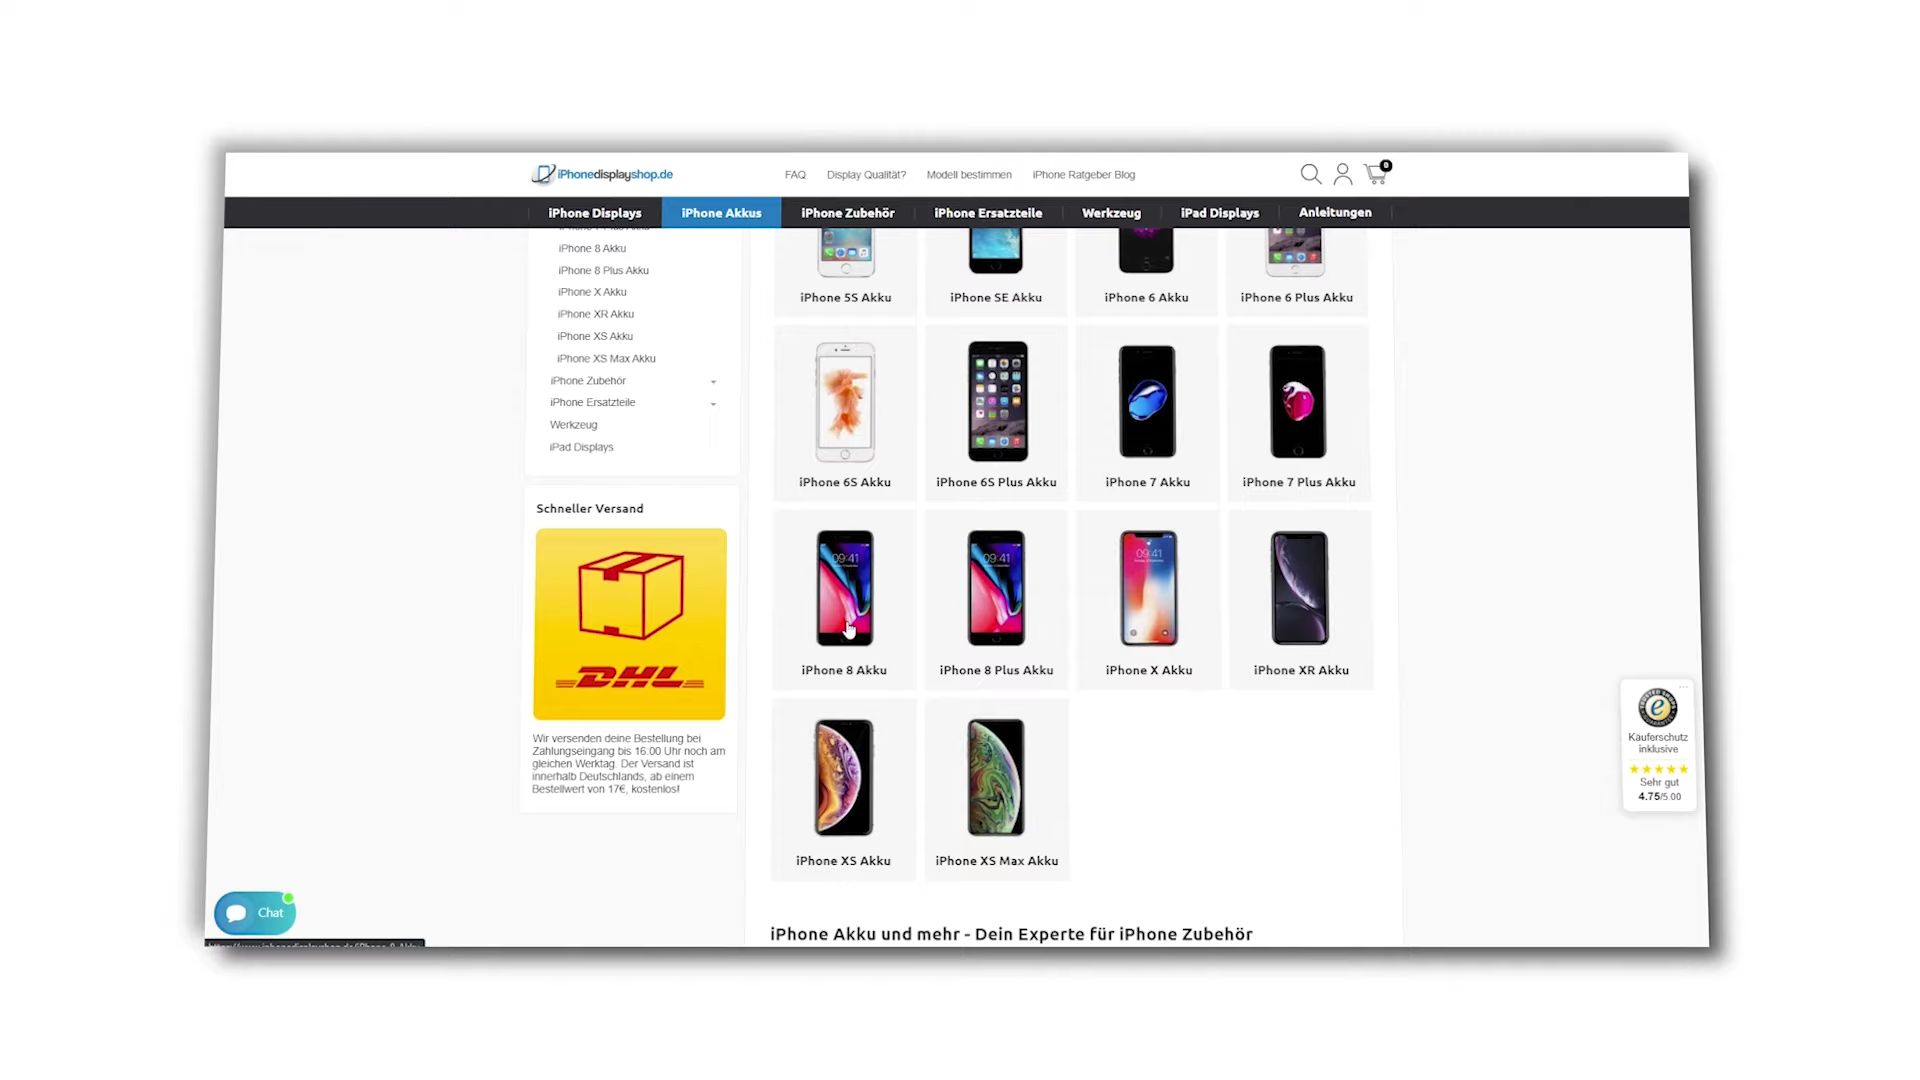 iPhonedisplayshop.de
FAQ
Display Qualität?
Modell bestimmen
iPhone Ratgeber Blog
0
iPhone Displays
iPhone Akkus
iPhone Zubehör
iPhone Ersatzteile
Werkzeug
iPad Displays
Anleitungen
iPhone 8 Akku
iPhone 8 Plus Akku
iPhone X Akku
iPhone XR Akku
iPhone XS Akku
iPhone XS Max Akku
iPhone Zubehör
iPhone Ersatzteile
Werkzeug
iPad Displays
Schneller Versand
DHL
Wir versenden deine Bestellung bei
Zahlungseingang bis 16:00 Uhr noch am
gleichen Werktag. Der Versand ist
innerhalb Deutschlands, ab einem
Bestellwert von 17€, kostenlos!
iPhone 5S Akku
iPhone SE Akku
iPhone 6 Akku
iPhone 6 Plus Akku
iPhone 6S Akku
iPhone 6S Plus Akku
iPhone 7 Akku
iPhone 7 Plus Akku
09:41
09:41
09:41
iPhone 8 Akku
iPhone 8 Plus Akku
iPhone X Akku
iPhone XR Akku
iPhone XS Akku
iPhone XS Max Akku
iPhone Akku und mehr - Dein Experte für iPhone Zubehör
e
Käuferschutz
inklusive
Sehr gut
4.75/5.00
Chat